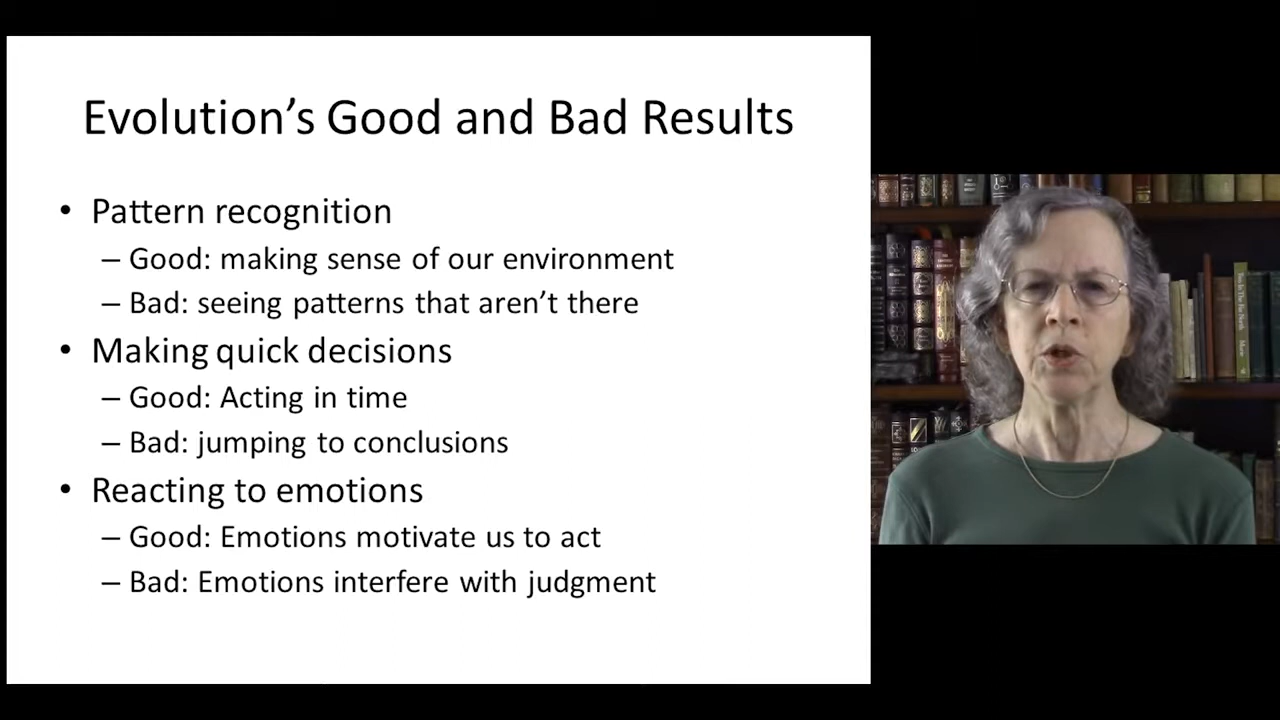 Evolution’s Good and Bad Results
• Pattern recognition
– Good: making sense of our environment
– Bad: seeing patterns that aren’t there
• Making quick decisions
– Good: Acting in time
– Bad: jumping to conclusions
• Reacting to emotions
– Good: Emotions motivate us to act
– Bad: Emotions interfere with judgment